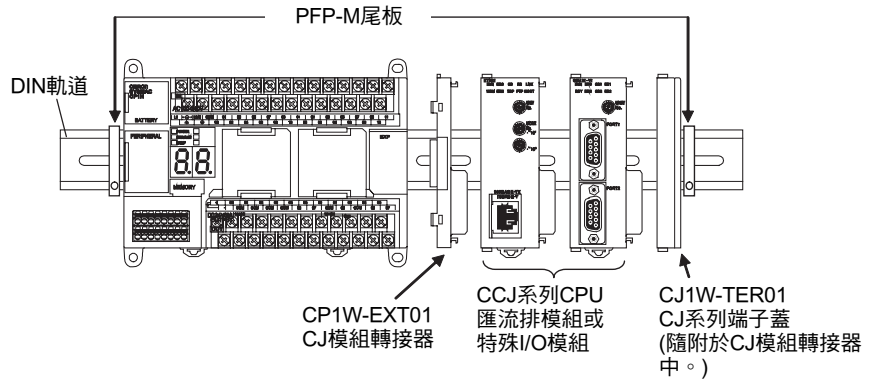 PFP-M尾板
DIN軌道
BATTERY
PERIPHERAL
MEMORY
EXP
PORT1
PORT2
CP1W-EXT01
CJ模組轉接器
CCJ系列CPU
匯流排模組或
特殊I/O模組
CJ1W-TER01
CJ系列端子蓋
(隨附於CJ模組轉接器
中。)